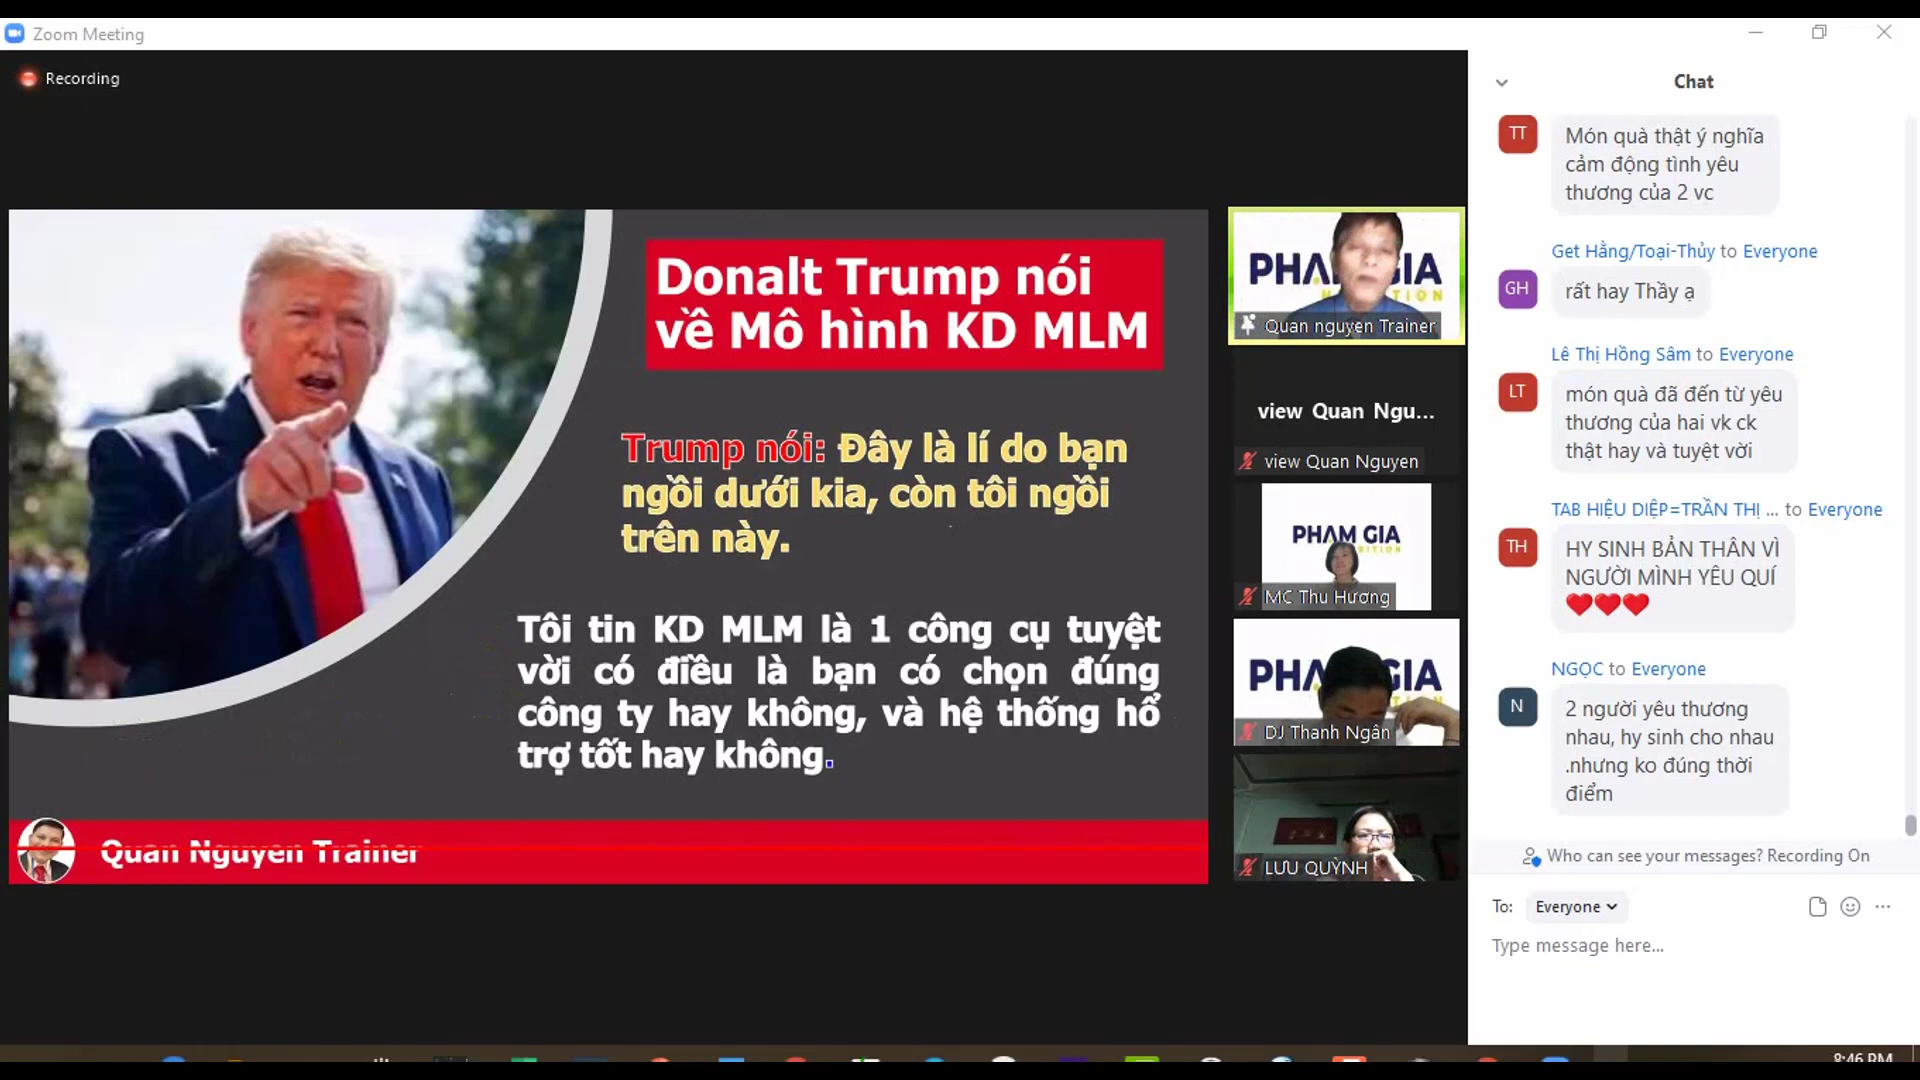 Zoom Meeting
Recording
Donalt Trump nói
về Mô hình KD MLM
Trump nói: Đây là lí do bạn
ngồi dưới kia, còn tôi ngồi
trên này.
Tôi tin KD MLM là 1 công cụ tuyệt
vời có điều là bạn có chọn đúng
công ty hay không, và hệ thống hổ
trợ tốt hay không.
Quan Nguyen Trainer
Quan nguyen Trainer
view Quan Ngu...
view Quan Nguyen
PHAM GIA
MC Thu Hương
DJ Thanh Ngân
LƯU QUỲNH
Chat
TT
Món quà thật ý nghĩa
cảm động tình yêu
thương của 2 vc
Get Hằng/Toại-Thủy to Everyone
GH
rất hay Thầy ạ
Lê Thị Hồng Sâm to Everyone
LT
món quà đã đến từ yêu
thương của hai vk ck
thật hay và tuyệt vời
TAB HIỆU DIỆP=TRẦN THỊ ... to Everyone
TH
HY SINH BẢN THÂN VÌ
NGƯỜI MÌNH YÊU QUÍ
❤❤❤
NGỌC to Everyone
N
2 người yêu thương
nhau, hy sinh cho nhau
.nhưng ko đúng thời
điểm
Who can see your messages? Recording On
To: Everyone
Type message here...
8:46 PM